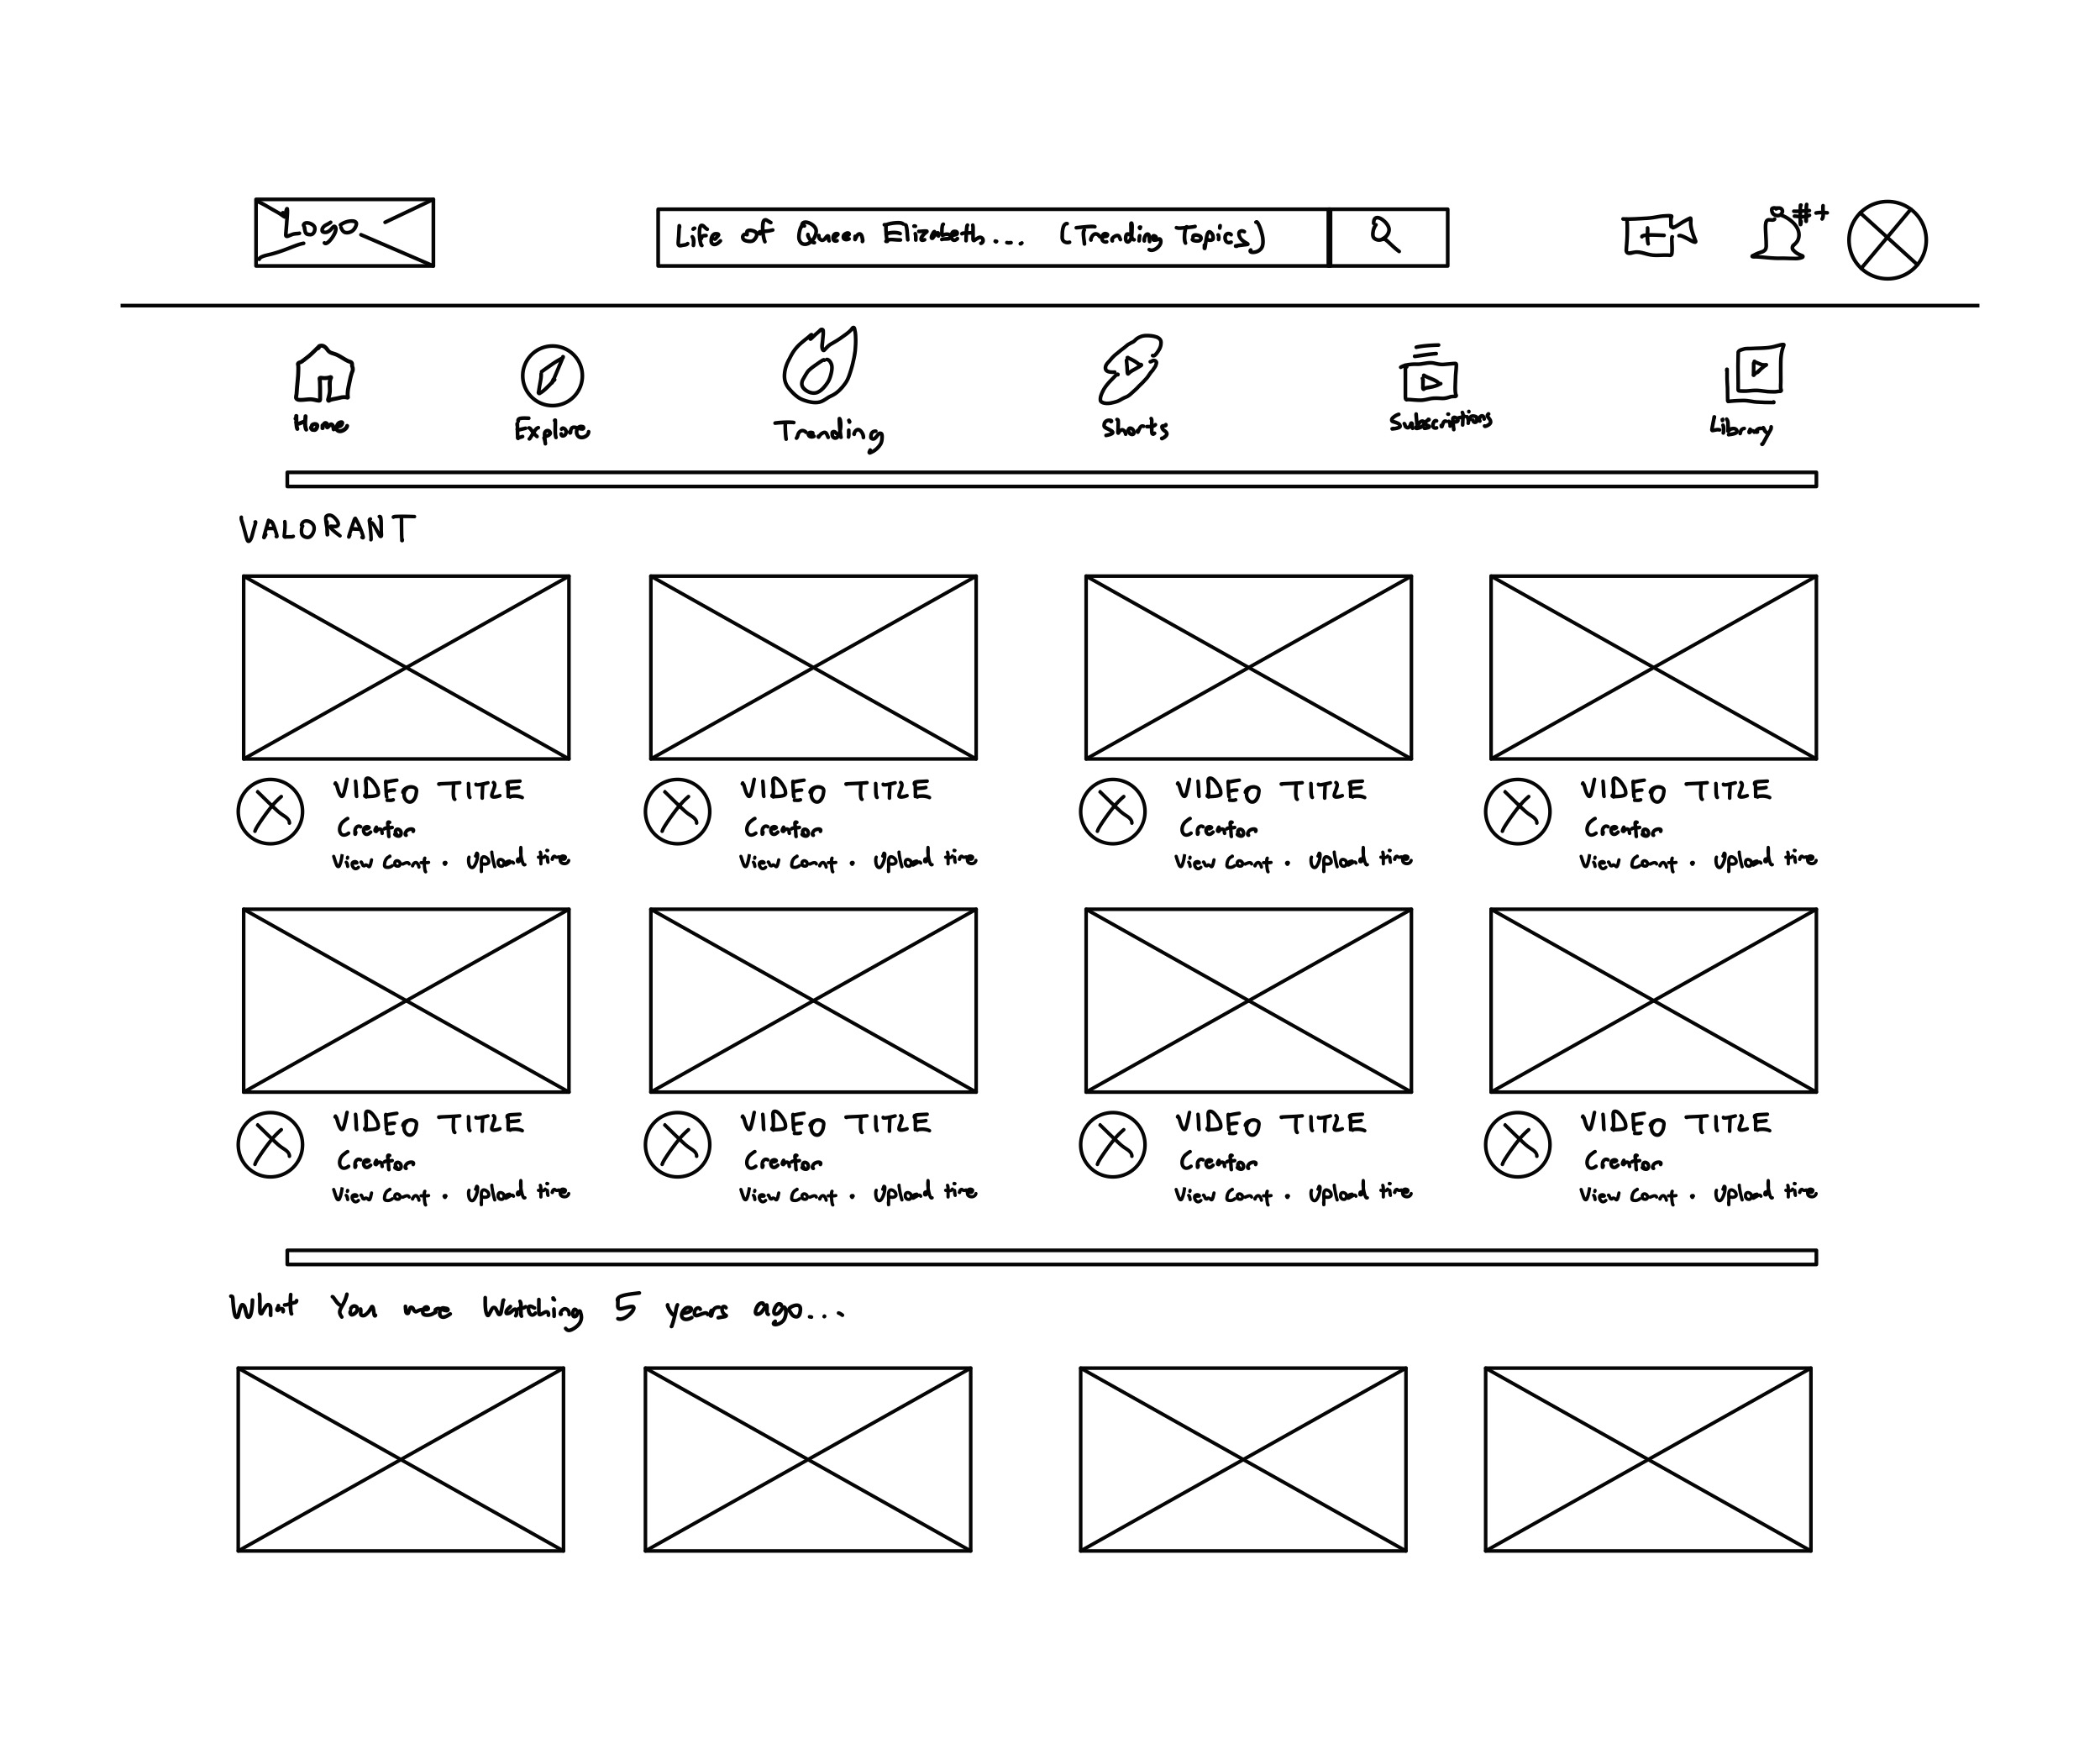 Logo
Life of Queen Elizabeth... (Trending Topics)
#+
Home
Explore
Trending
Shorts
Subscriptions
Library
VALORANT
VIDEO TITLE VIDEO TITLE VIDEO TITLE VIDEO TITLE
Creator Creator Creator Creator
View Count · Upload time View Count · Upload time View Count · Upload time View Count · Upload time
VIDEO TITLE VIDEO TITLE VIDEO TITLE VIDEO TITLE
Creator Creator Creator Creator
View Count · Upload time View Count · Upload time View Count · Upload time View Count · Upload time
What You were Watching 5 years ago...